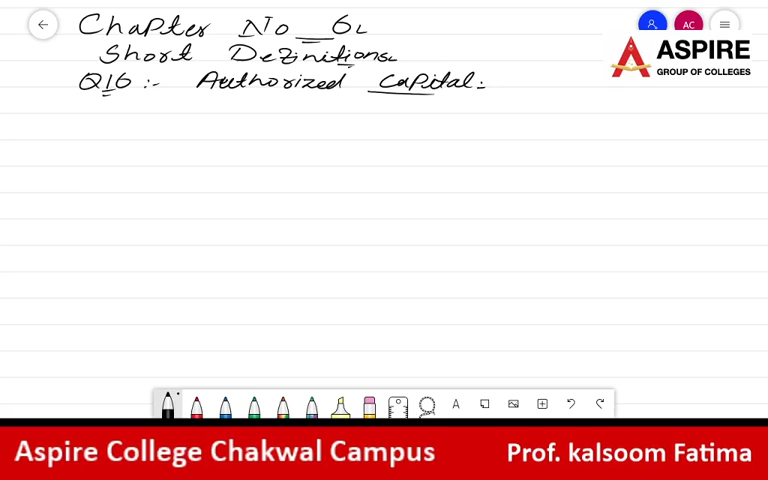 Chapter No 6
Short Definitions
Q16 :- Authorized Capital:
AC
ASPIRE
GROUP OF COLLEGES
A
Aspire College Chakwal Campus
Prof. kalsoom Fatima